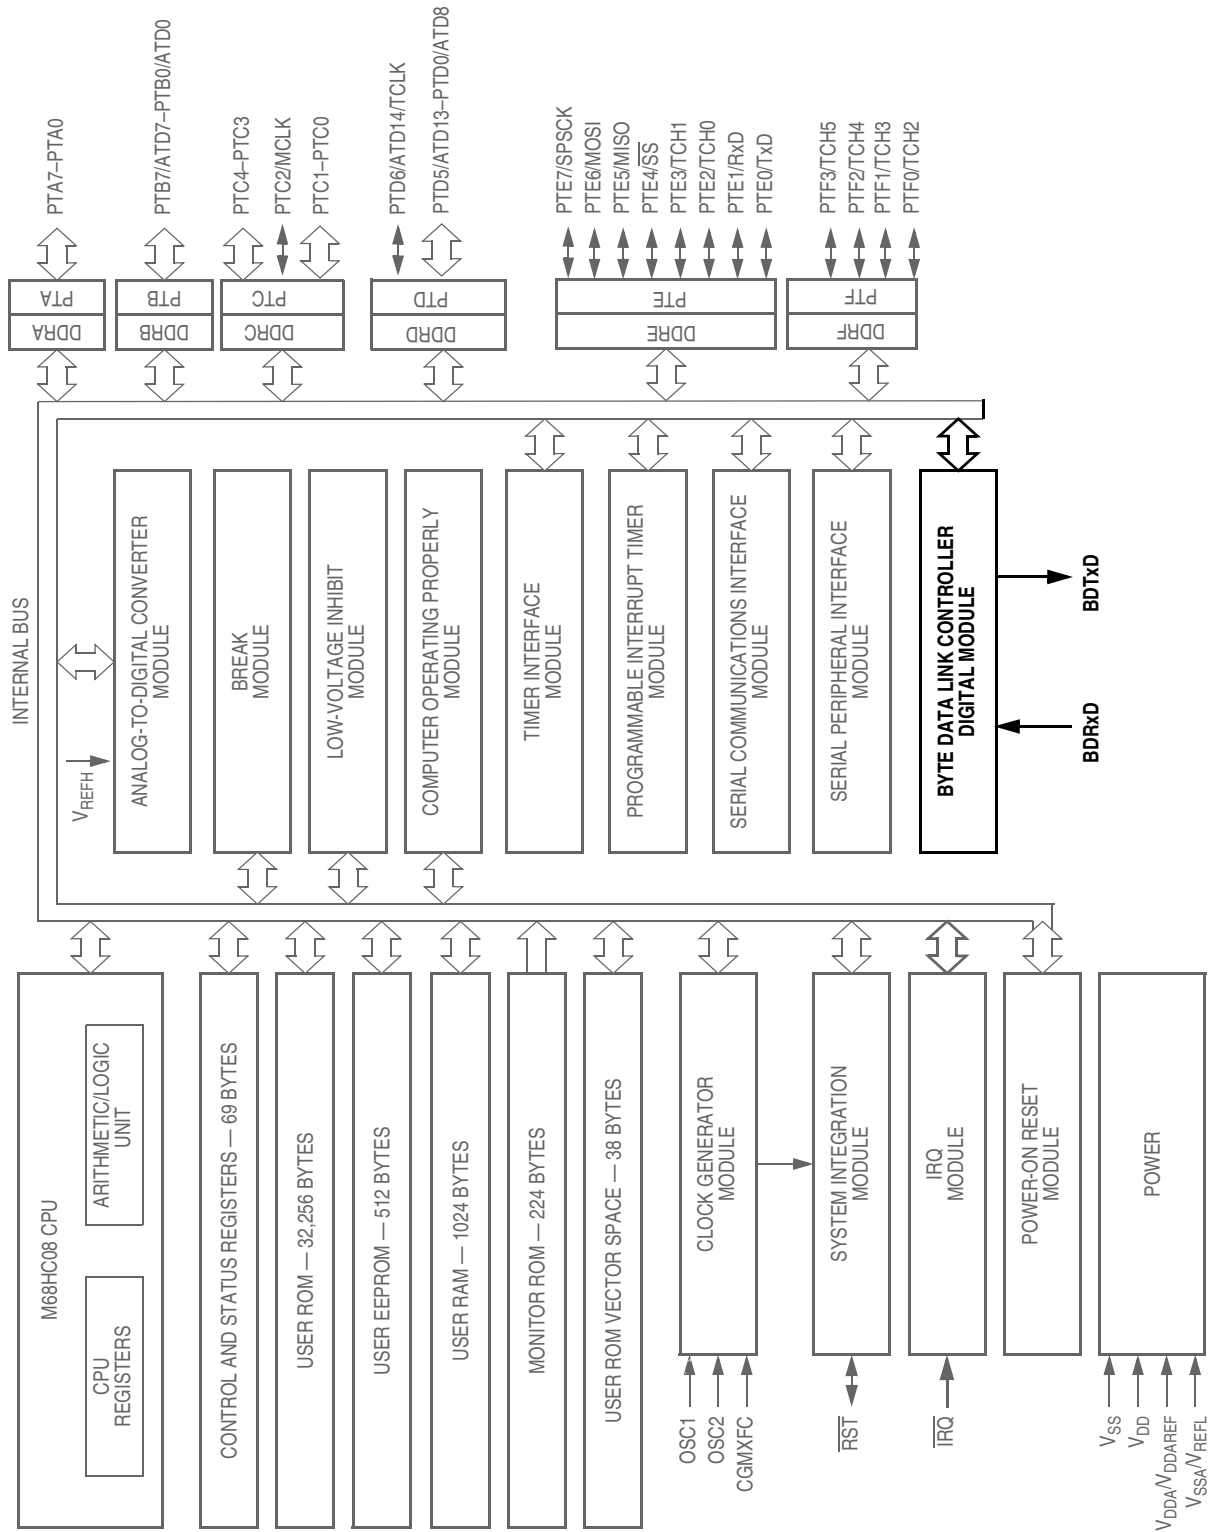 M68HC08 CPU
CPU
REGISTERS
ARITHMETIC/LOGIC
UNIT
CONTROL AND STATUS REGISTERS — 69 BYTES
USER ROM — 32,256 BYTES
USER EEPROM — 512 BYTES
USER RAM — 1024 BYTES
MONITOR ROM — 224 BYTES
USER ROM VECTOR SPACE — 38 BYTES
OSC1
OSC2
CGMXFC
CLOCK GENERATOR
MODULE
RST
SYSTEM INTEGRATION
MODULE
IRQ
IRQ
MODULE
POWER-ON RESET
MODULE
VSS
VDD
VDDA/VDDAREF
VSSA/VREFL
POWER
INTERNAL BUS
VREFH
ANALOG-TO-DIGITAL CONVERTER
MODULE
BREAK
MODULE
LOW-VOLTAGE INHIBIT
MODULE
COMPUTER OPERATING PROPERLY
MODULE
TIMER INTERFACE
MODULE
PROGRAMMABLE INTERRUPT TIMER
MODULE
SERIAL COMMUNICATIONS INTERFACE
MODULE
SERIAL PERIPHERAL INTERFACE
MODULE
BYTE DATA LINK CONTROLLER
DIGITAL MODULE
BDRxD
BDTxD
DDRA
PTA
PTA7–PTA0
DDRB
PTB
PTB7/ATD7–PTB0/ATD0
DDRC
PTC
PTC4–PTC3
PTC2/MCLK
PTC1–PTC0
DDRD
PTD
PTD6/ATD14/TCLK
PTD5/ATD13–PTD0/ATD8
DDRE
PTE
PTE7/SPSCK
PTE6/MOSI
PTE5/MISO
PTE4/SS
PTE3/TCH1
PTE2/TCH0
PTE1/RxD
PTE0/TxD
DDRF
PTF
PTF3/TCH5
PTF2/TCH4
PTF1/TCH3
PTF0/TCH2